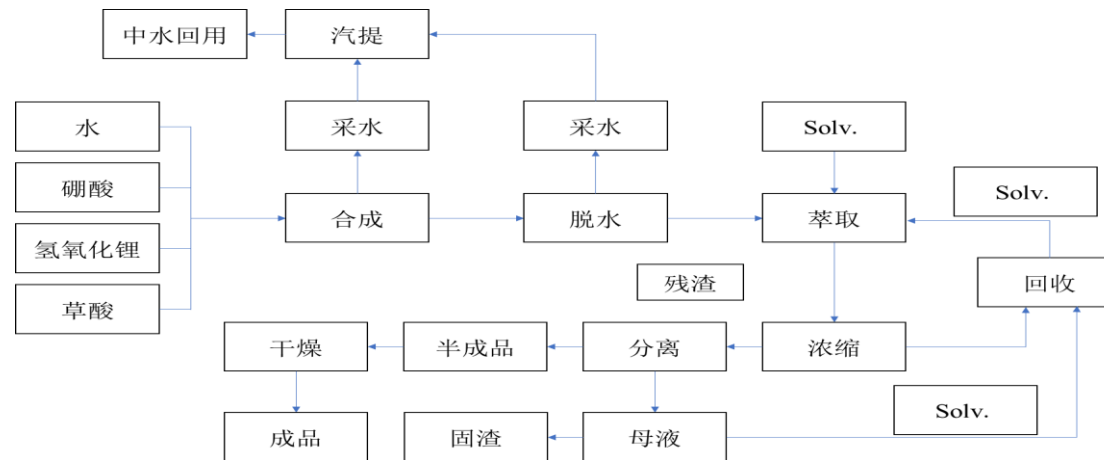 中水回用
汽提
水
采水
采水
Solv.
硼酸
Solv.
合成
脱水
萃取
氢氧化锂
残渣
回收
草酸
干燥
半成品
分离
浓缩
Solv.
成品
固渣
母液